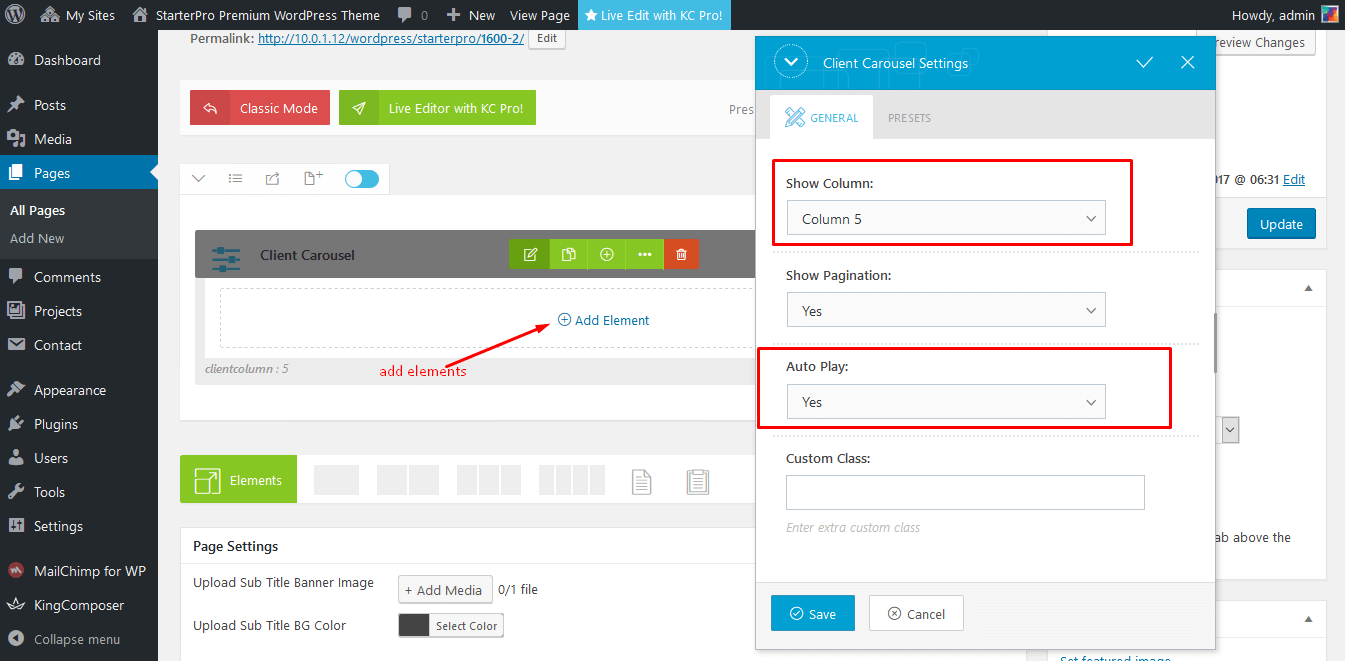 My Sites
StarterPro Premium WordPress Theme
0
New
View Page
Live Edit with KC Pro!
Howdy, admin
Dashboard
Posts
Media
Pages
All Pages
Add New
Comments
Projects
Contact
Appearance
Plugins
Users
Tools
Settings
MailChimp for WP
KingComposer
Collapse menu
Permalink: http://10.0.1.12/wordpress/starterpro/1600-2/ Edit
Classic Mode
Live Editor with KC Pro!
Pres
Client Carousel
Add Element
add elements
clientcolumn : 5
Elements
Page Settings
Upload Sub Title Banner Image
+ Add Media
0/1 file
Upload Sub Title BG Color
Select Color
Client Carousel Settings
GENERAL
PRESETS
Show Column:
Column 5
Show Pagination:
Yes
Auto Play:
Yes
Custom Class:
Enter extra custom class
Save
Cancel
review Changes
017 @ 06:31 Edit
Update
ab above the
Set featured image